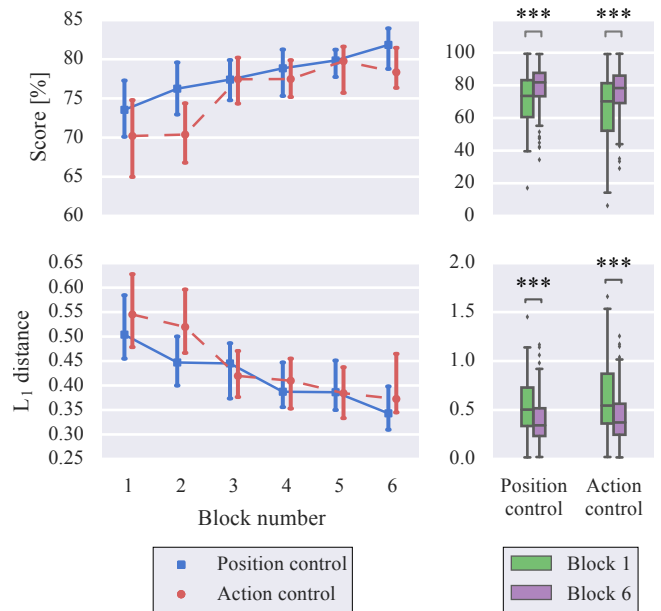 Score [%]
85
80
75
70
65
60
*** ***
100
80
60
40
20
0
L1 distance
0.65
0.60
0.55
0.50
0.45
0.40
0.35
0.30
0.25
1 2 3 4 5 6
Block number
*** ***
2.0
1.5
1.0
0.5
0.0
Position control
Action control
Position control
Action control
Block 1
Block 6